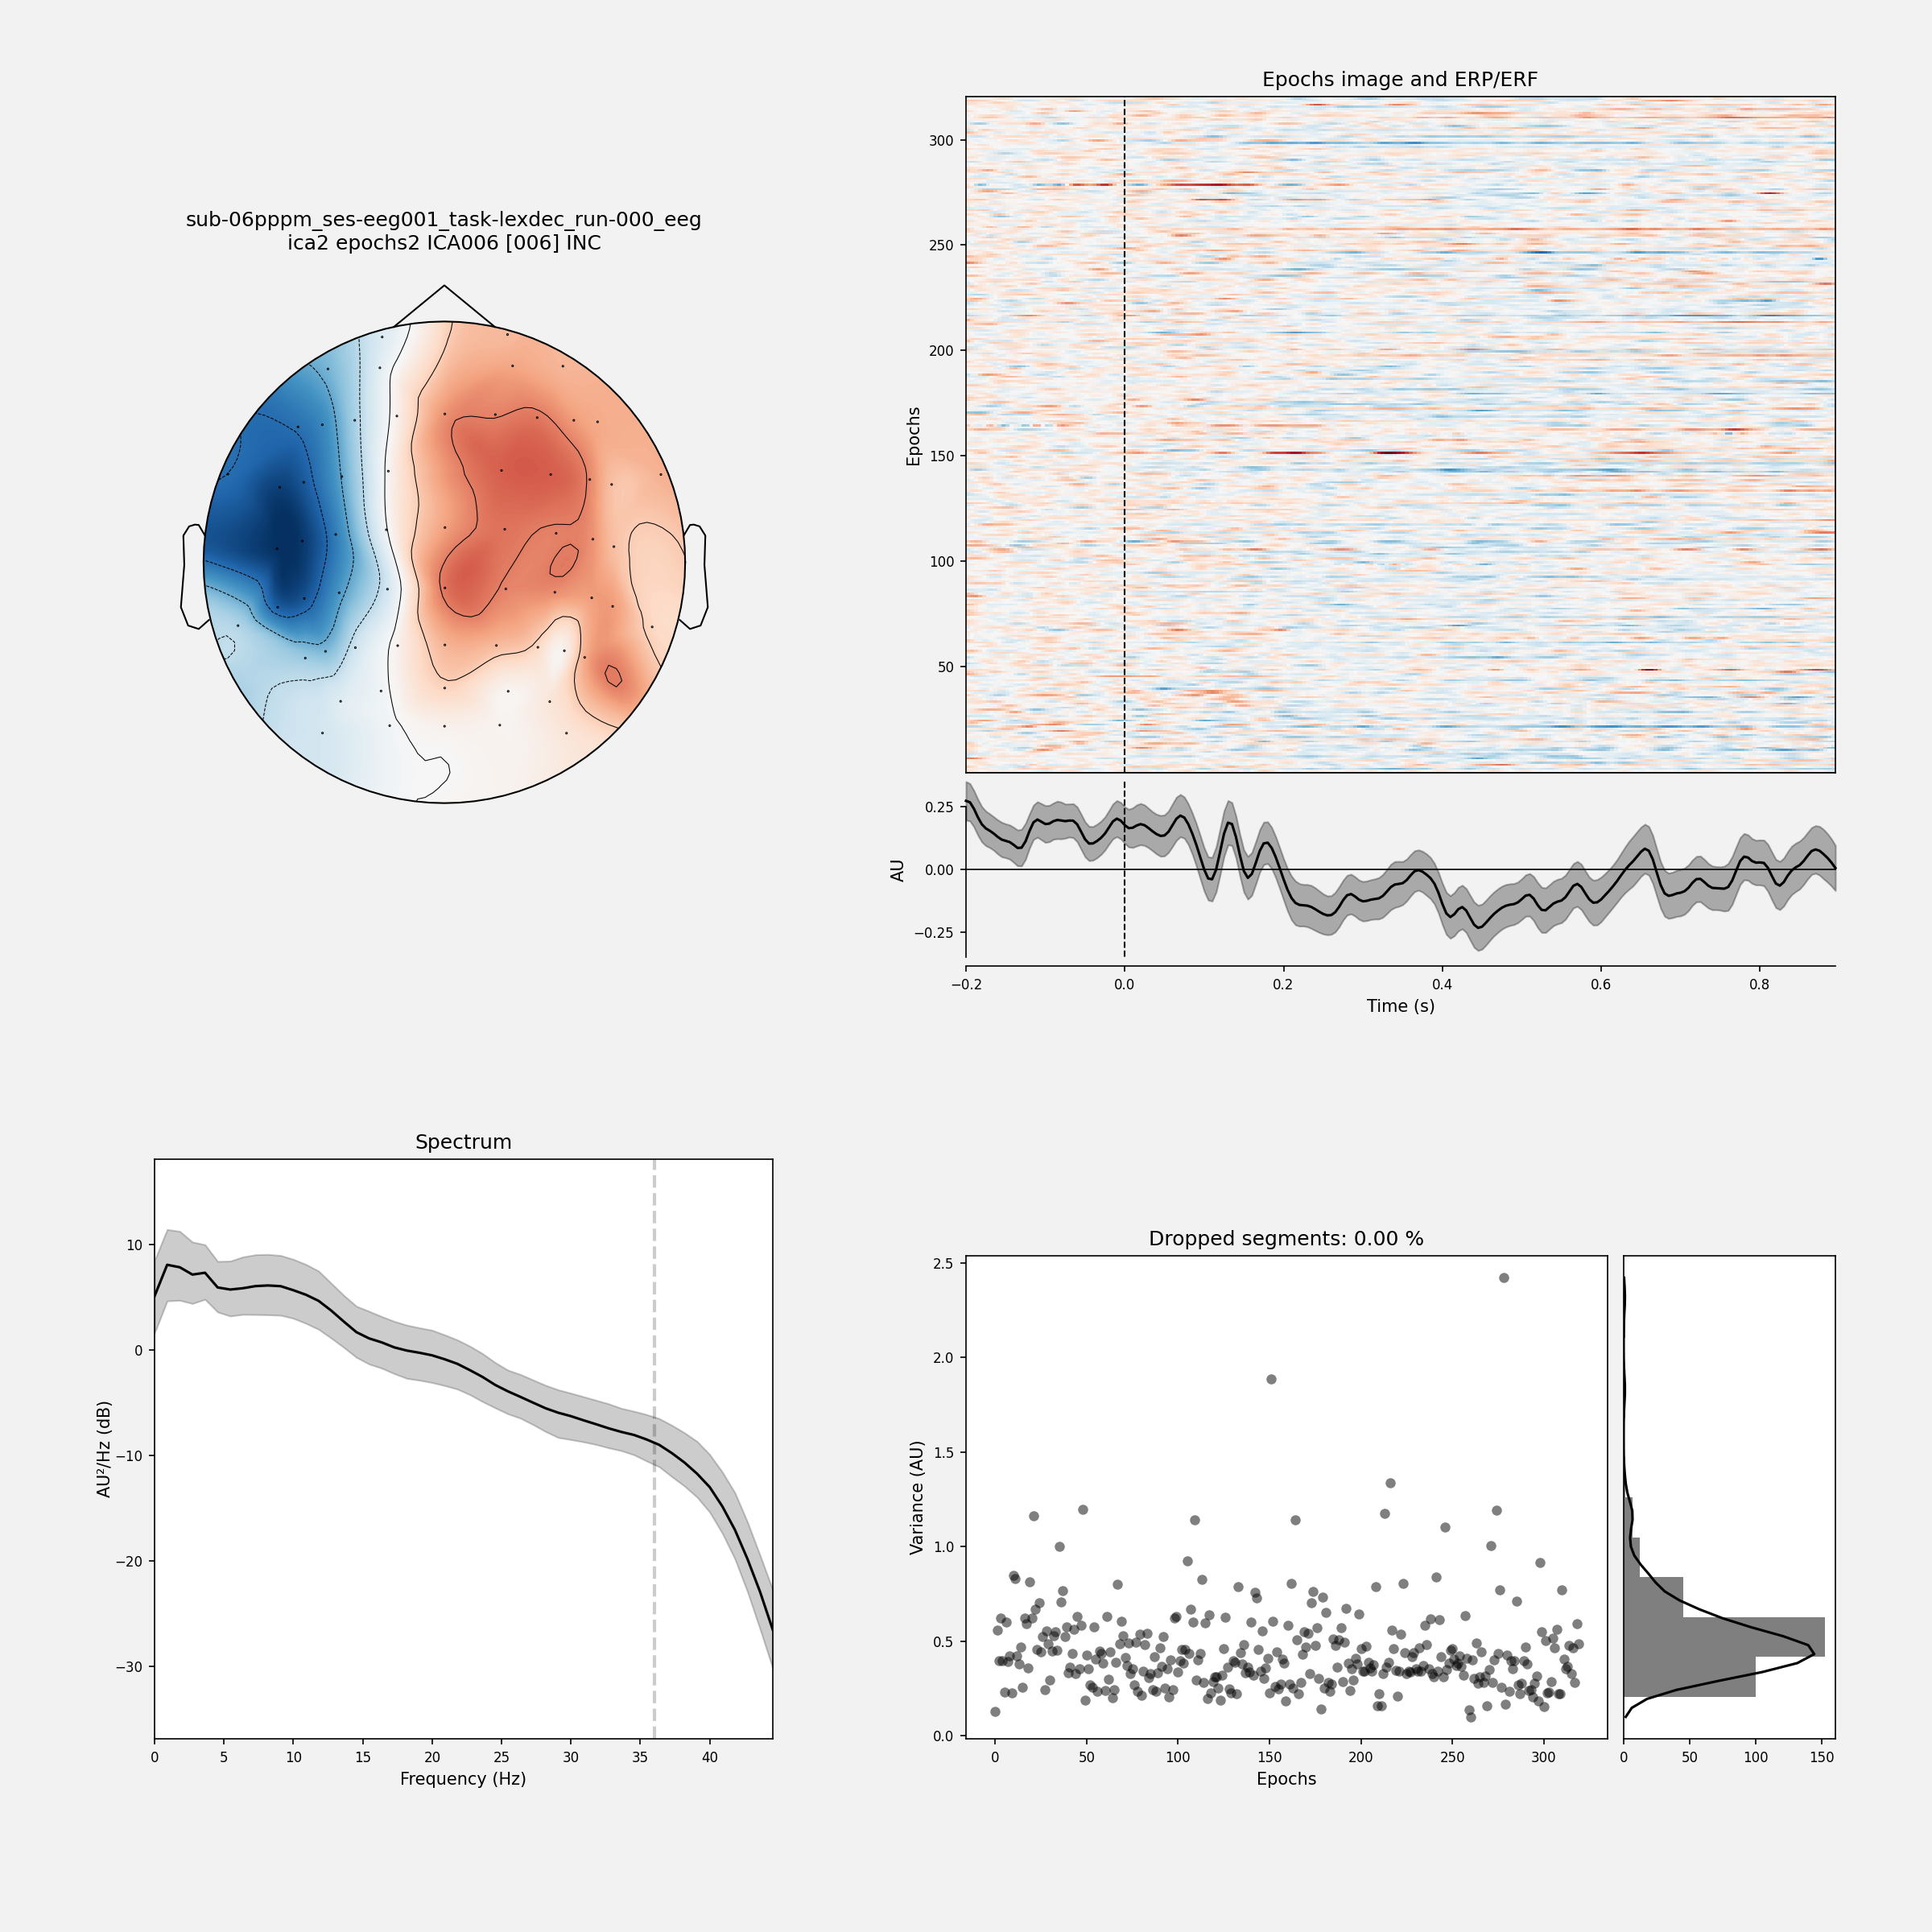 sub-06pppm_ses-eeg001_task-lexdec_run-000_eeg
ica2 epochs2 ICA006 [006] INC
Epochs image and ERP/ERF
Epochs
300
250
200
150
100
50
AU
0.25
0.00
−0.25
−0.2 0.0 0.2 0.4 0.6 0.8
Time (s)
Spectrum
AU²/Hz (dB)
10
0
−10
−20
−30
0 5 10 15 20 25 30 35 40
Frequency (Hz)
Dropped segments: 0.00 %
Variance (AU)
2.5
2.0
1.5
1.0
0.5
0.0
0 50 100 150 200 250 300
Epochs
0 50 100 150